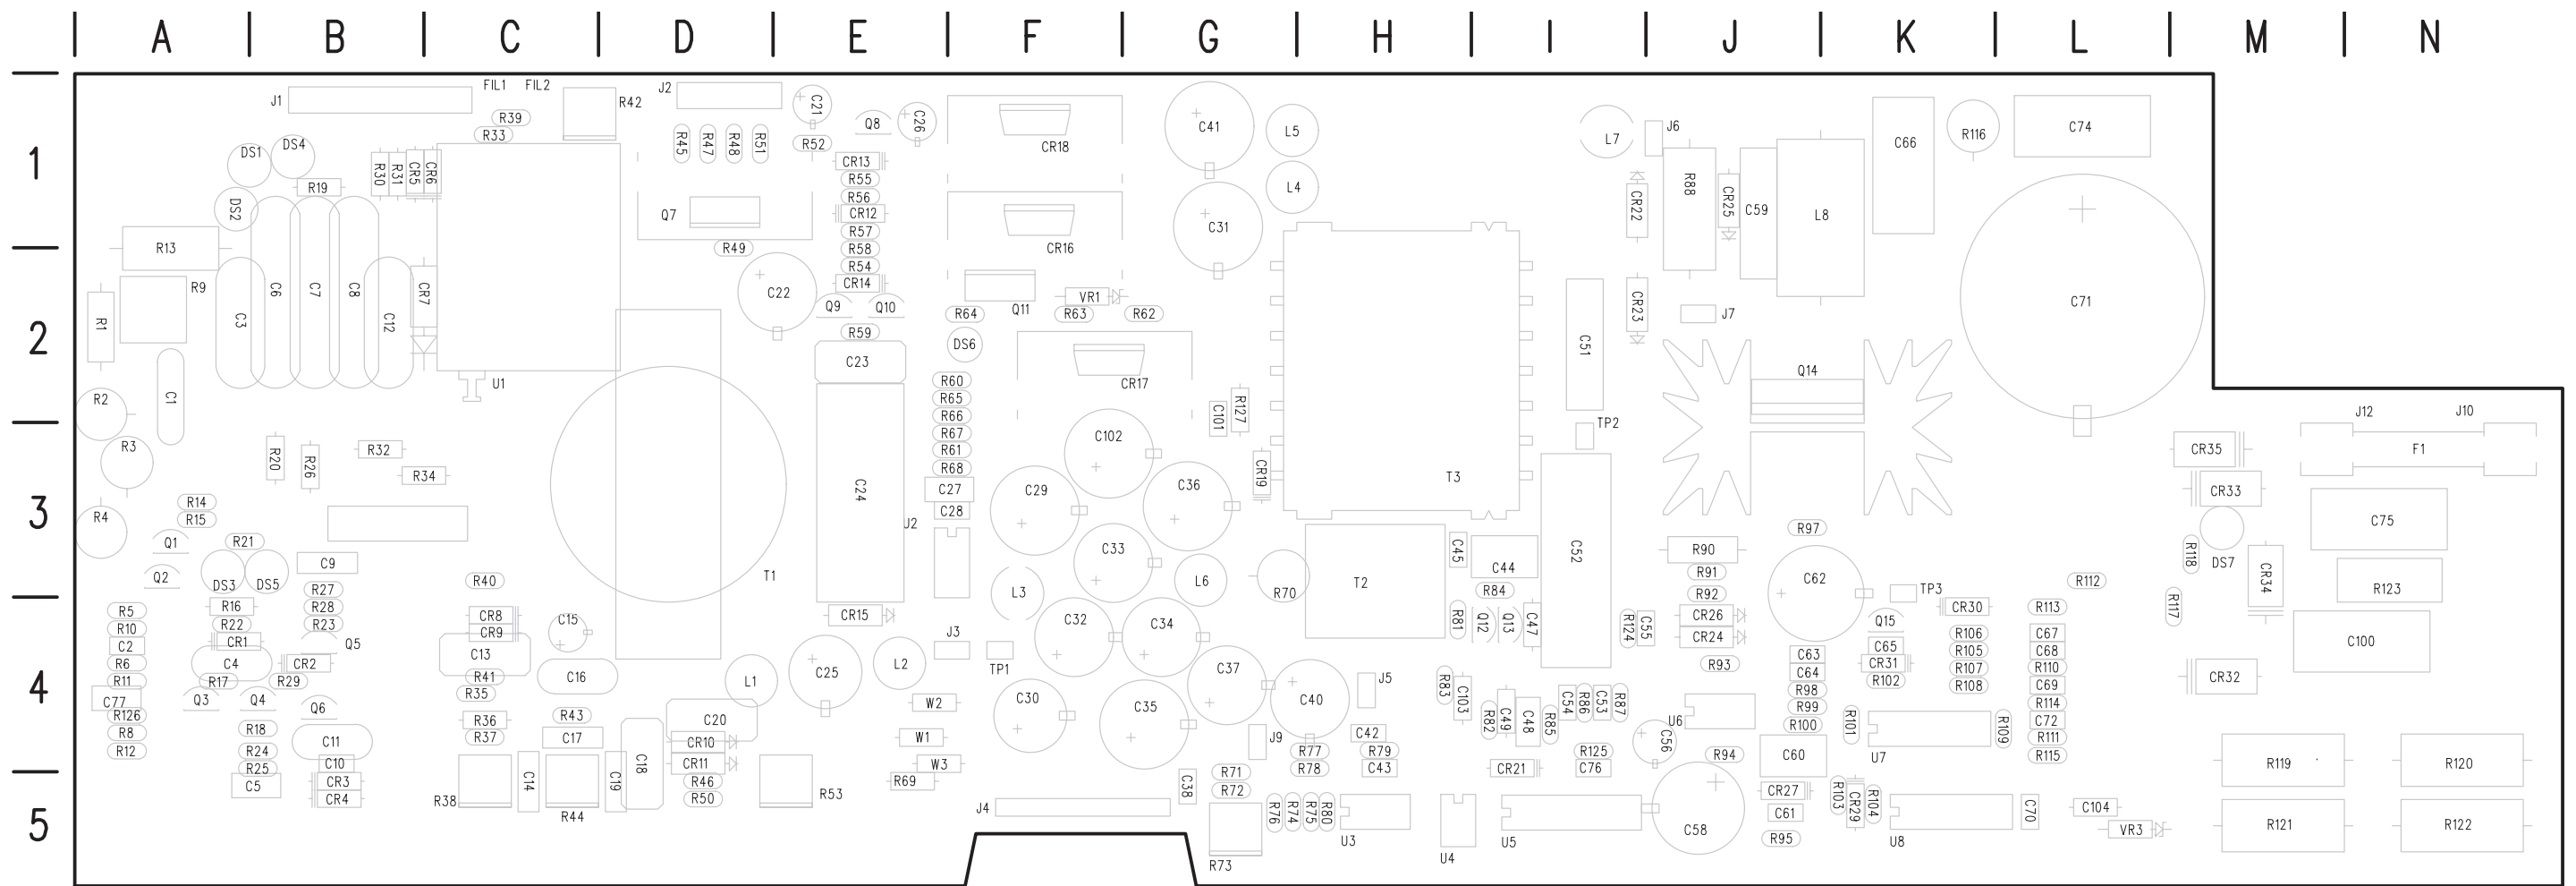 A B C D E F G H I J K L M N
1
2
3
4
5
FIL1 FIL2
J1 R42 J2 C21 C26 Q8
R39
R33 R45 R47 R48 R51 R52
C41 L5 L7 J6 R116 C74
DS1 DS4 R30 R31 CR5 CR6 CR13 CR18 C66
R19 R55 L4 R88
DS2 Q7 R56 CR12 C31 CR22 CR25 C59 L8
R57
R13 R49 R58 CR16
R54
R9 C6 C7 C8 CR7 C22 CR14 VR1 C71
R1 C3 C12 Q9 Q10 Q11 R64 R63 R62 CR23 J7
R59 DS6 C51
C23
U1 R60 CR17 Q14
R2 C1 R65 C101 R127
R66 TP2 J12 J10
R3 R20 R26 R32 R67 C102
R61 CR35 F1
R34 R68 CR19 T3
C24 C27 C29 C36 CR33
R14 C28
R4 R15 J2 R97 C75
Q1 R21 C33 C45 C52 R90 R118
C9 C44
Q2 DS3 DS5 R40 T1 L6 T2 R91 C62 R112 DS7 CR34
R27 L3 R70 R84 R92 TP3 R123
R5 R16 R28 CR8 CR15 R81 Q12 Q13 C47 CR26 CR30 R113 R117
R10 R22 R23 CR9 C15 C32 C34 R124 C55 Q15
C2 CR1 Q5 J3 CR24 C65 R106 C67 C100
R6 C4 CR2 C13 L2 TP1 C63 CR31 R105 C68
R93 R107 R110
R11 R17 R29 R41 C16 L1 C25 C37 J5 R83 C64 R102 R108 C69 CR32
C77 Q3 Q4 Q6 R35 W2 C30 C35 C40 C103 C54 R86 C53 R87 R98
R126 R36 R43 C20 R82 C49 C48 R85 U6 R99 R101 R109 R114
R8 R18 C11 R37 C17 CR10 W1 J9 C42 C56 R100 C72
R12 R24 C10 C18 R77 R79 R125 R94 C60 U7 R111
R25 CR11 W3 R78 C43 CR21 C76 R115 R119 R120
C5 CR3 C14 C19 R46 R69 R71 C38
CR4 R38 R44 R50 R53 J4 R72 R76 R74 R75 R80 CR27 R103 CR29 R104 C70 C104
C61
R73 U3 U4 U5 C58 R95 U8 VR3 R121 R122